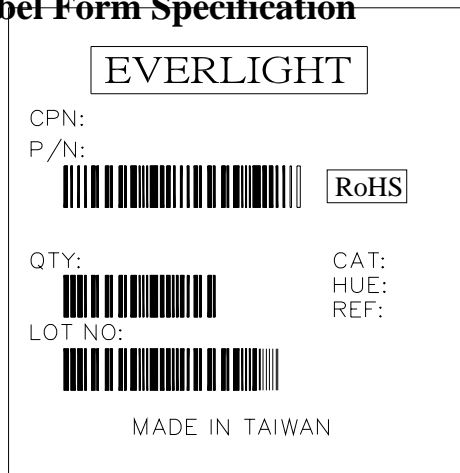 bel Form Specification
EVERLIGHT
CPN:
P/N:
RoHS
QTY:
CAT:
HUE:
REF:
LOT NO:
MADE IN TAIWAN